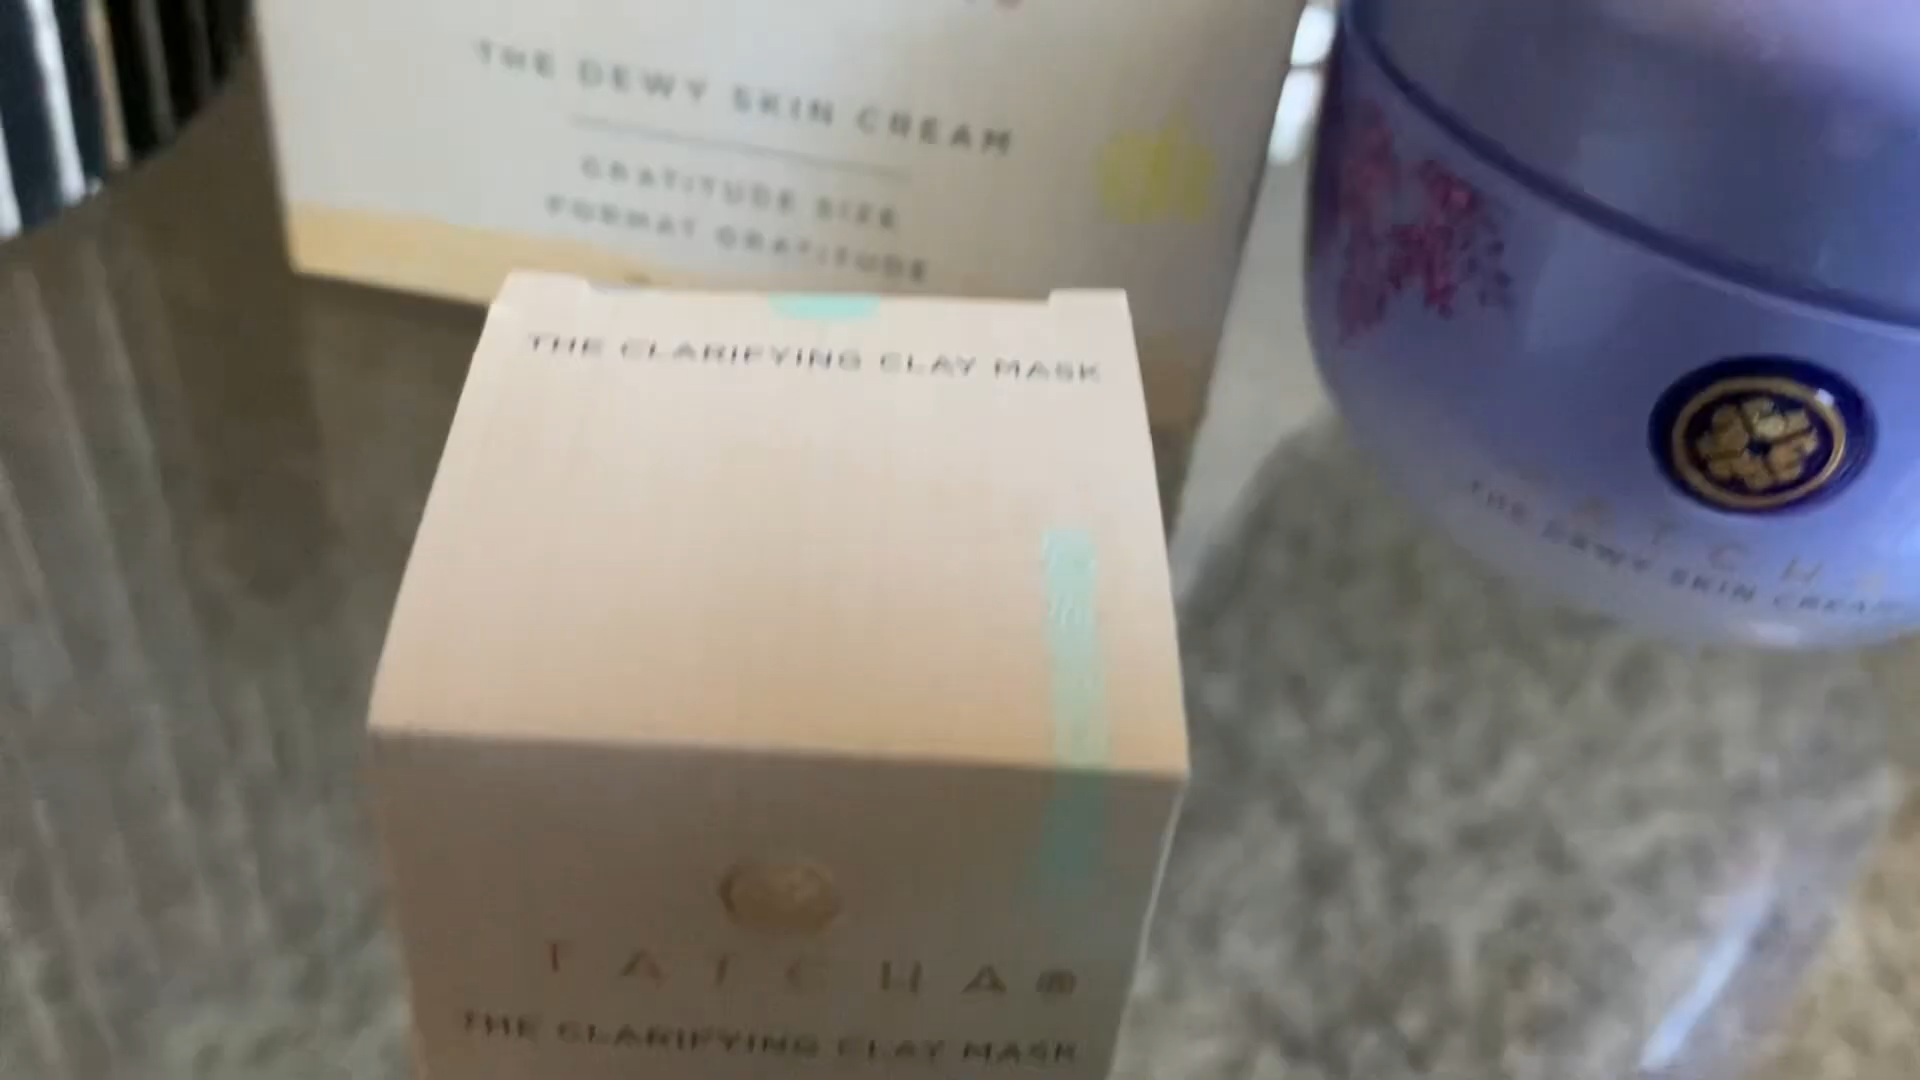 THE DEWY SKIN CREAM
GRATITUDE SIZE
FORMAT GRATITUDE
THE CLARIFYING CLAY MASK
TATCHA®
THE CLARIFYING CLAY MASK
TATCHA
THE DEWY SKIN CREAM